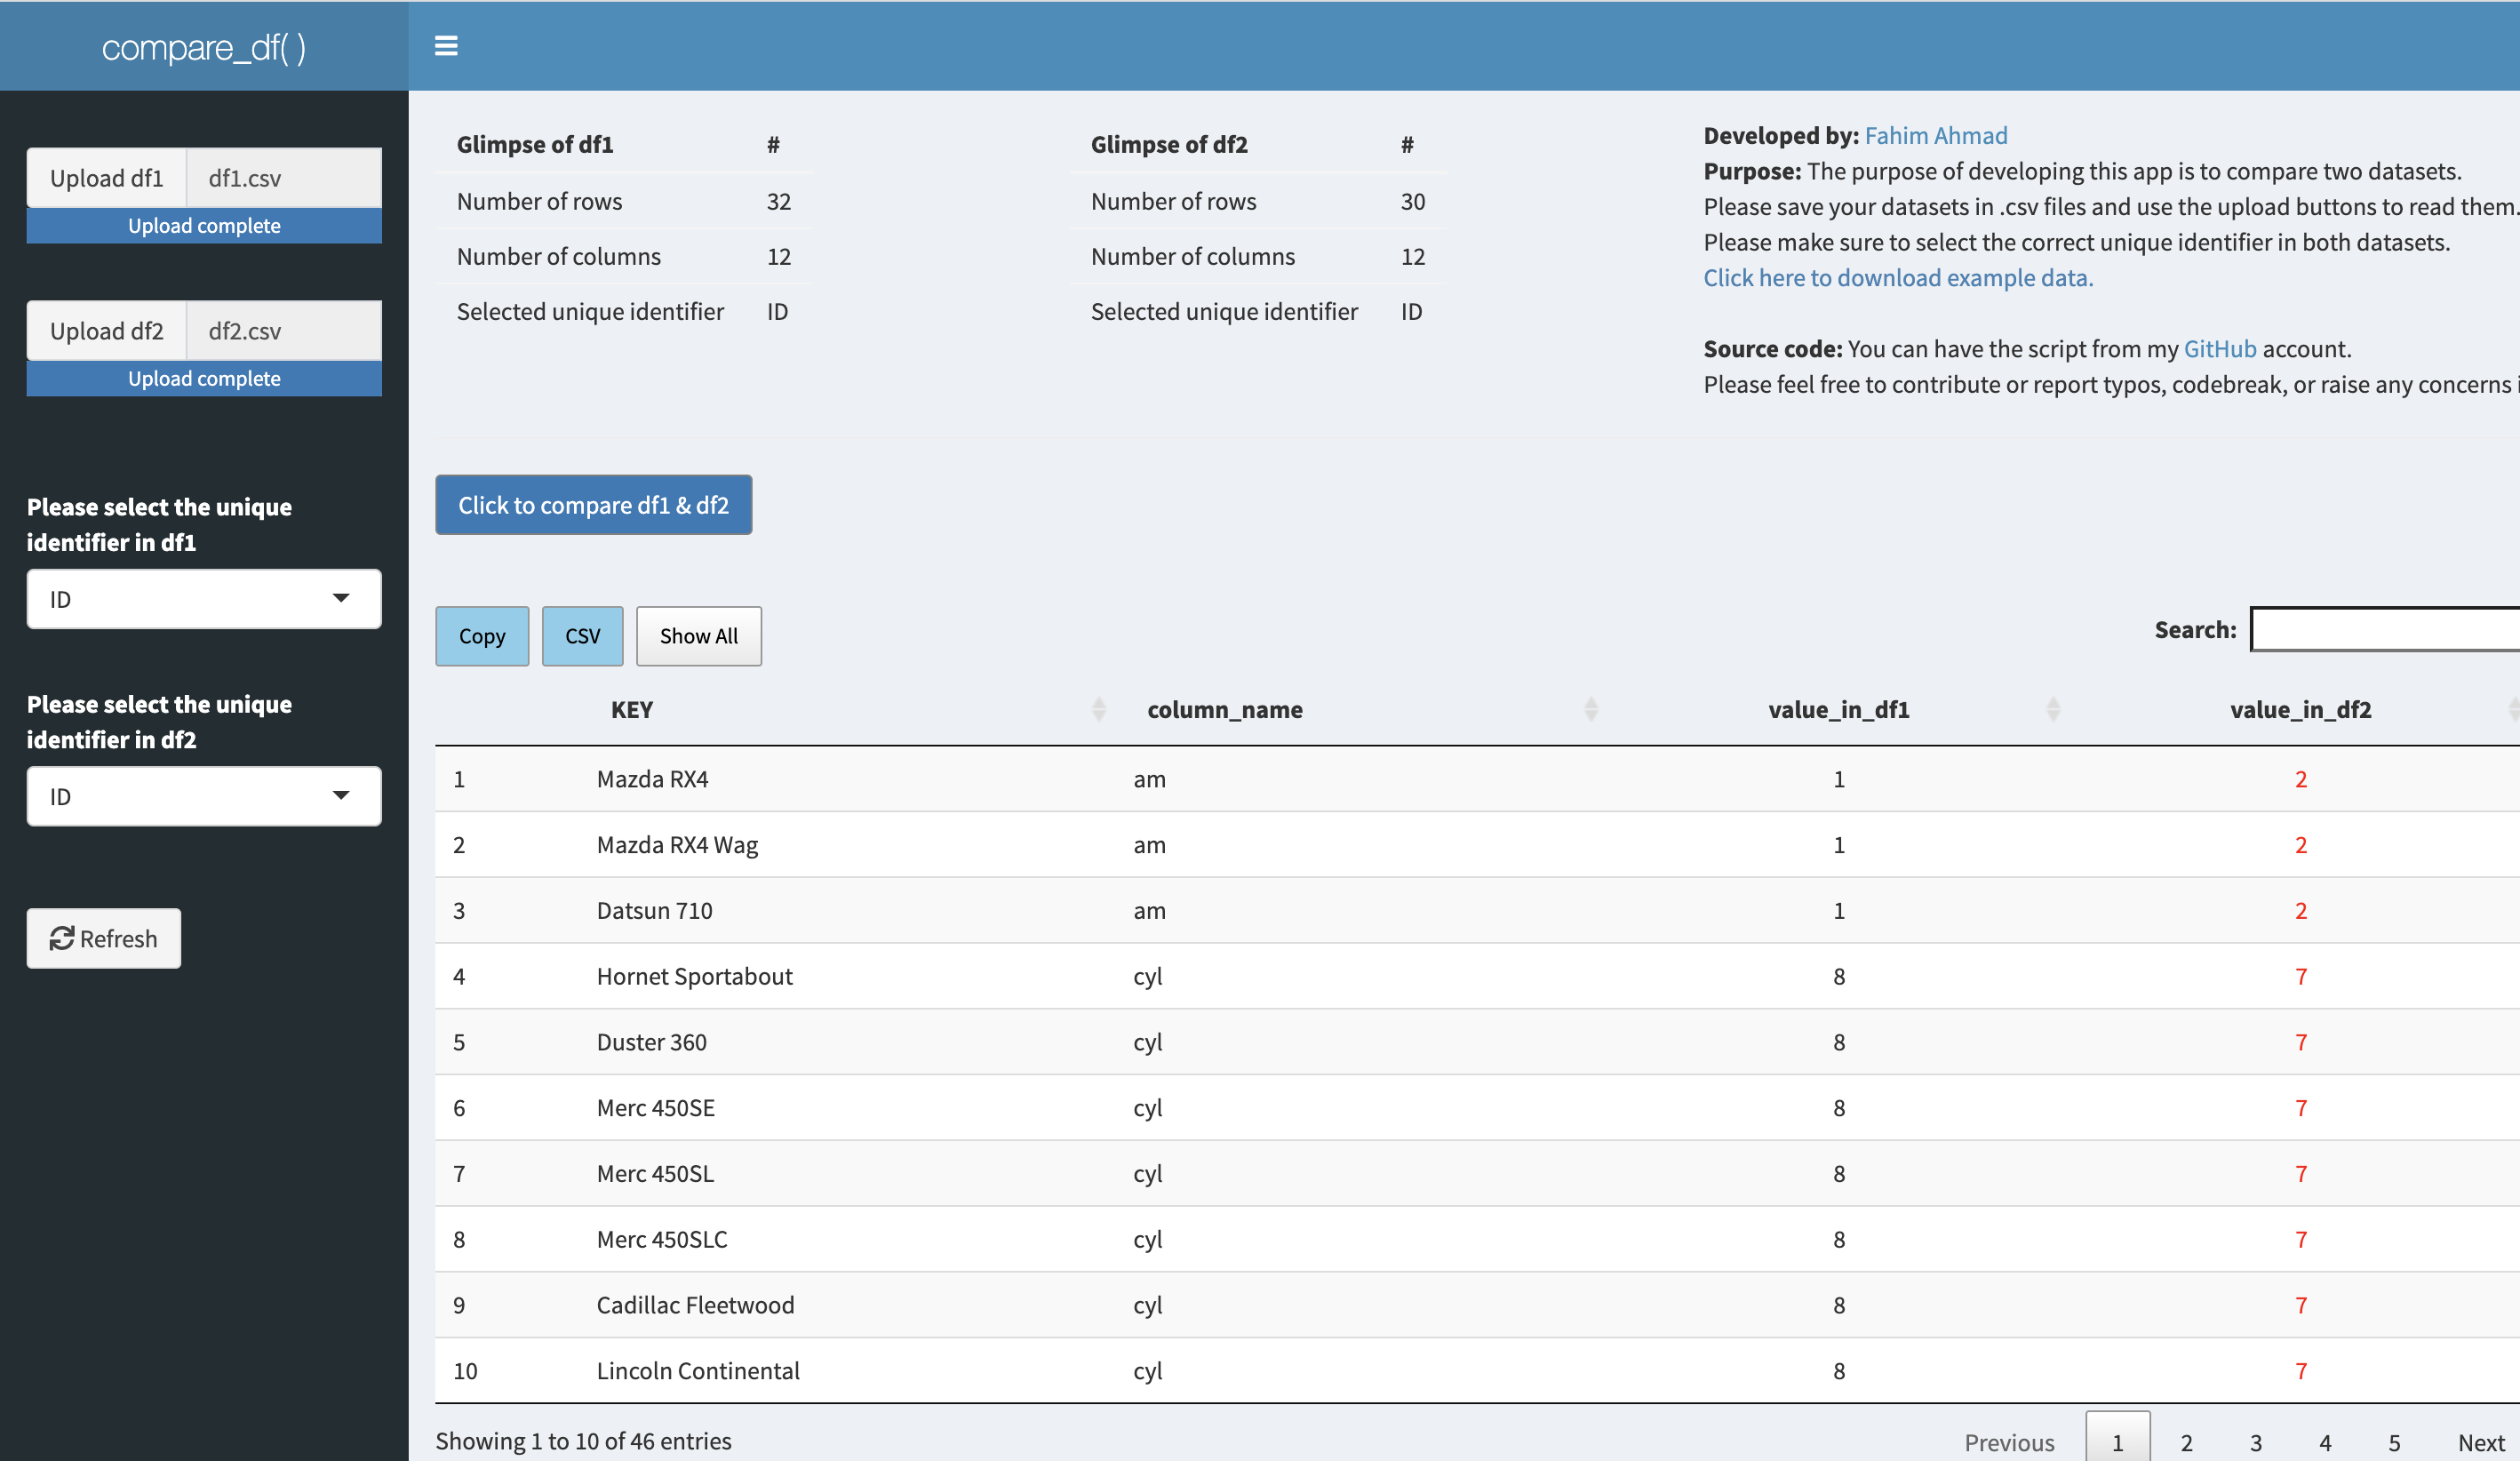 compare_df( )
Upload df1 df1.csv
Upload complete
Upload df2 df2.csv
Upload complete
Please select the unique
identifier in df1
ID
Please select the unique
identifier in df2
ID
Refresh
Glimpse of df1 #
Number of rows 32
Number of columns 12
Selected unique identifier ID
Glimpse of df2 #
Number of rows 30
Number of columns 12
Selected unique identifier ID
Developed by: Fahim Ahmad
Purpose: The purpose of developing this app is to compare two datasets.
Please save your datasets in .csv files and use the upload buttons to read them.
Please make sure to select the correct unique identifier in both datasets.
Click here to download example data.
Source code: You can have the script from my GitHub account.
Please feel free to contribute or report typos, codebreak, or raise any concerns
Click to compare df1 & df2
Copy CSV Show All
Search:
KEY column_name value_in_df1 value_in_df2
1 Mazda RX4 am 1 2
2 Mazda RX4 Wag am 1 2
3 Datsun 710 am 1 2
4 Hornet Sportabout cyl 8 7
5 Duster 360 cyl 8 7
6 Merc 450SE cyl 8 7
7 Merc 450SL cyl 8 7
8 Merc 450SLC cyl 8 7
9 Cadillac Fleetwood cyl 8 7
10 Lincoln Continental cyl 8 7
Showing 1 to 10 of 46 entries
Previous 1 2 3 4 5 Next